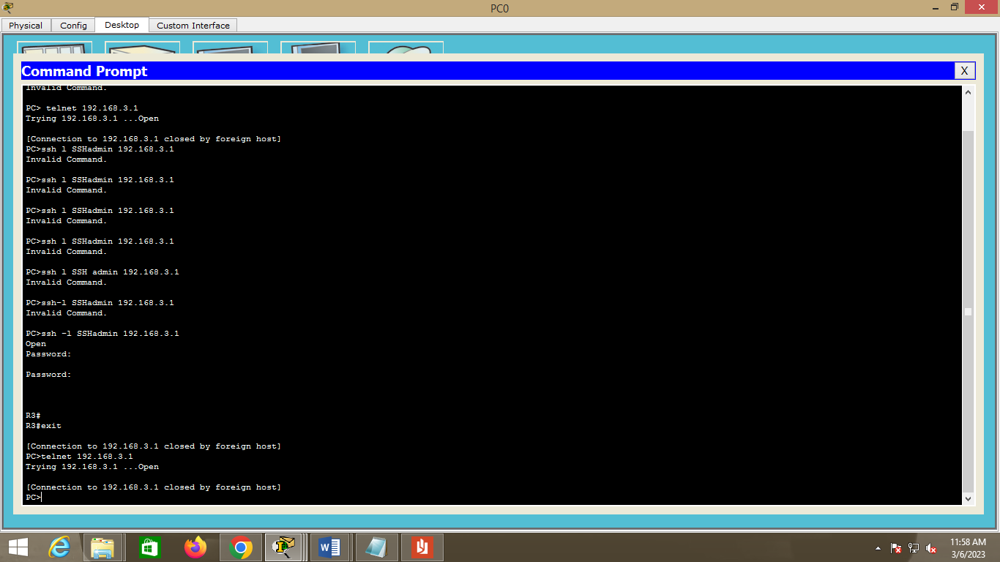 PC0
Physical Config Desktop Custom Interface
Command Prompt
X
Invalid Command.
PC> telnet 192.168.3.1
Trying 192.168.3.1 ...Open
[Connection to 192.168.3.1 closed by foreign host]
PC>ssh l SSHadmin 192.168.3.1
Invalid Command.
PC>ssh l SSHadmin 192.168.3.1
Invalid Command.
PC>ssh l SSHadmin 192.168.3.1
Invalid Command.
PC>ssh l SSHadmin 192.168.3.1
Invalid Command.
PC>ssh l SSH admin 192.168.3.1
Invalid Command.
PC>ssh-l SSHadmin 192.168.3.1
Invalid Command.
PC>ssh -l SSHadmin 192.168.3.1
Open
Password:
Password:
R3#
R3#exit
[Connection to 192.168.3.1 closed by foreign host]
PC>telnet 192.168.3.1
Trying 192.168.3.1 ...Open
[Connection to 192.168.3.1 closed by foreign host]
PC>
11:58 AM
3/6/2023